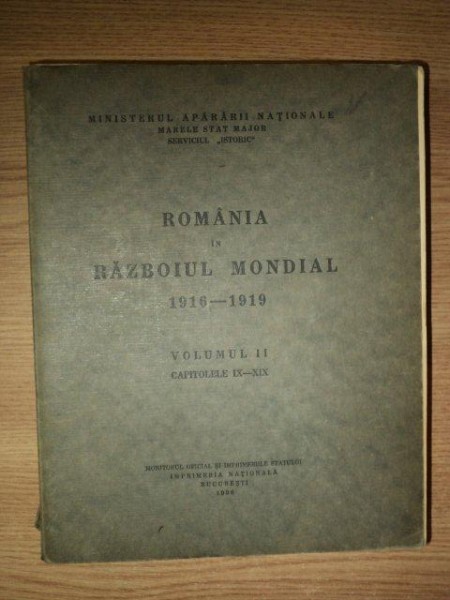 MINISTERUL APĂRĂRII NAȚIONALE
MARELE STAT MAJOR
SERVICIUL „ISTORIC"
ROMÂNIA
ÎN
RĂZBOIUL MONDIAL
1916—1919
VOLUMUL II
CAPITOLELE IX—XIX
MONITORUL OFICIAL ȘI IMPRIMERIILE STATULUI
IMPRIMERIA NAȚIONALĂ
BUCUREȘTI